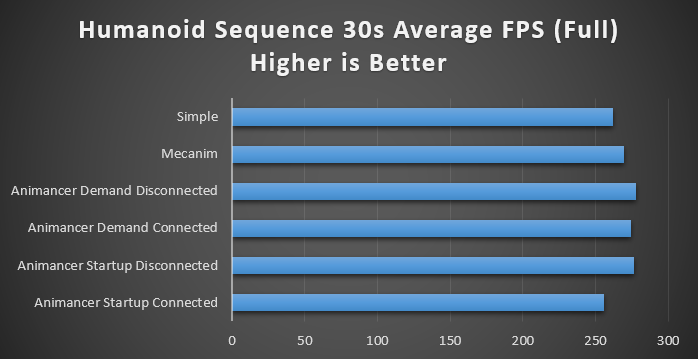 Humanoid Sequence 30s Average FPS (Full)
Higher is Better
Simple
Mecanim
Animancer Demand Disconnected
Animancer Demand Connected
Animancer Startup Disconnected
Animancer Startup Connected
0 50 100 150 200 250 300